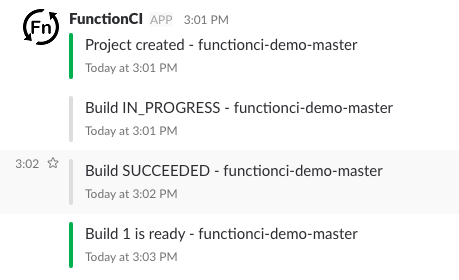 Fn
FunctionCI APP 3:01 PM
Project created - functionci-demo-master
Today at 3:01 PM
Build IN_PROGRESS - functionci-demo-master
Today at 3:01 PM
3:02 Build SUCCEEDED - functionci-demo-master
Today at 3:02 PM
Build 1 is ready - functionci-demo-master
Today at 3:03 PM